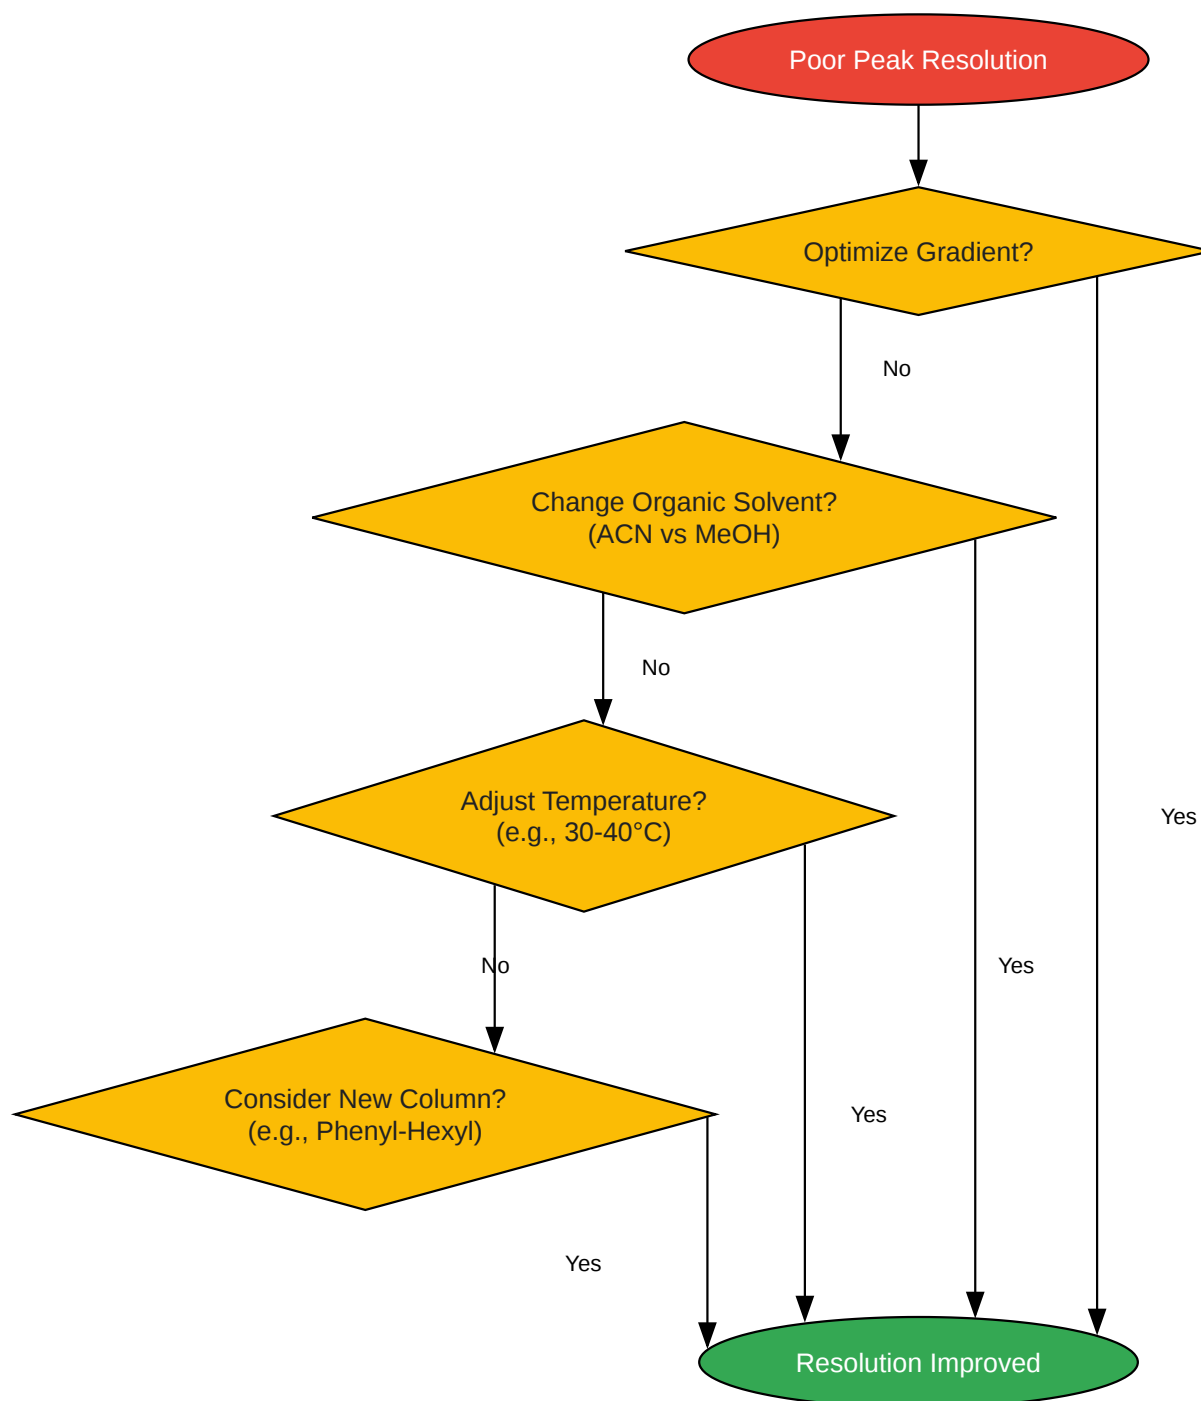 Poor Peak Resolution
Optimize Gradient?
No
Change Organic Solvent?
(ACN vs MeOH)
No
Adjust Temperature?
(e.g., 30-40°C)
Yes
No
Yes
Consider New Column?
(e.g., Phenyl-Hexyl)
Yes
Yes
Resolution Improved